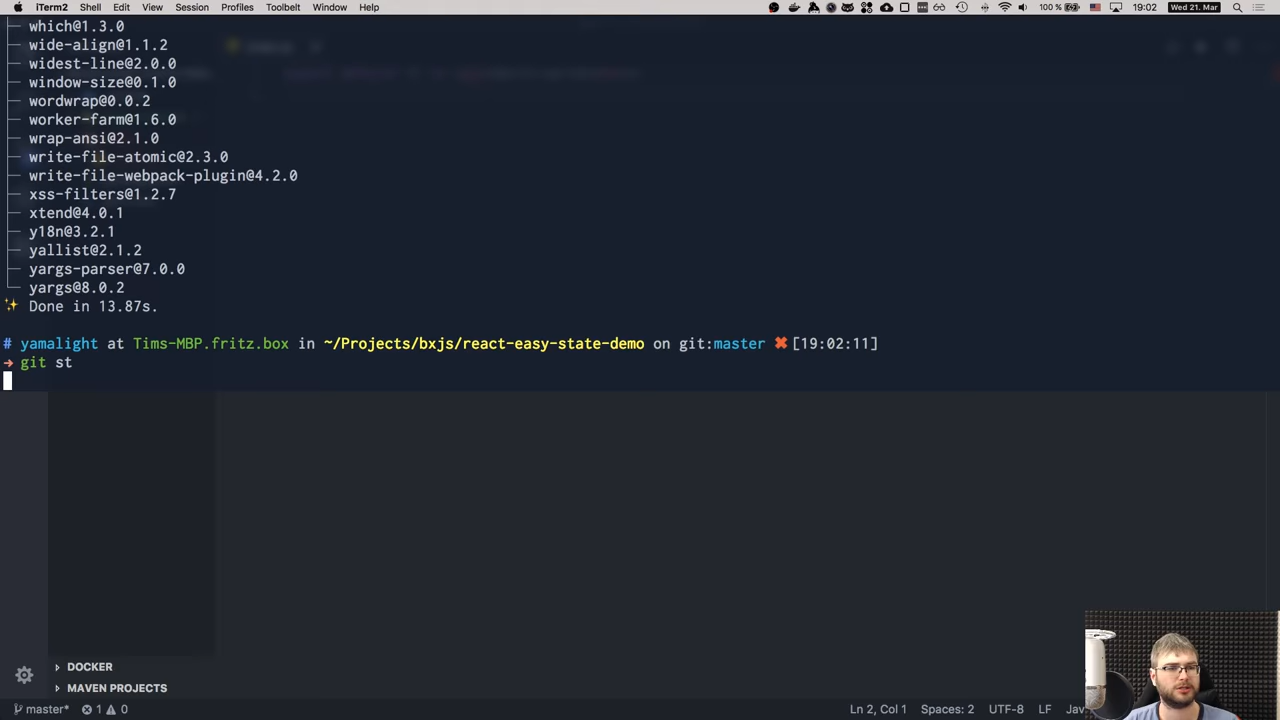 iTerm2 Shell Edit View Session Profiles Toolbelt Window Help 100 % 19:02 Wed 21. Mar
which@1.3.0
wide-align@1.1.2
widest-line@2.0.0
window-size@0.1.0
wordwrap@0.0.2
worker-farm@1.6.0
wrap-ansi@2.1.0
write-file-atomic@2.3.0
write-file-webpack-plugin@4.2.0
xss-filters@1.2.7
xtend@4.0.1
y18n@3.2.1
yallist@2.1.2
yargs-parser@7.0.0
yargs@8.0.2
✨ Done in 13.87s.
# yamalight at Tims-MBP.fritz.box in ~/Projects/bxjs/react-easy-state-demo on git:master ✖ [19:02:11]
➜ git st
DOCKER
MAVEN PROJECTS
master* 1 0 Ln 2, Col 1 Spaces: 2 UTF-8 LF